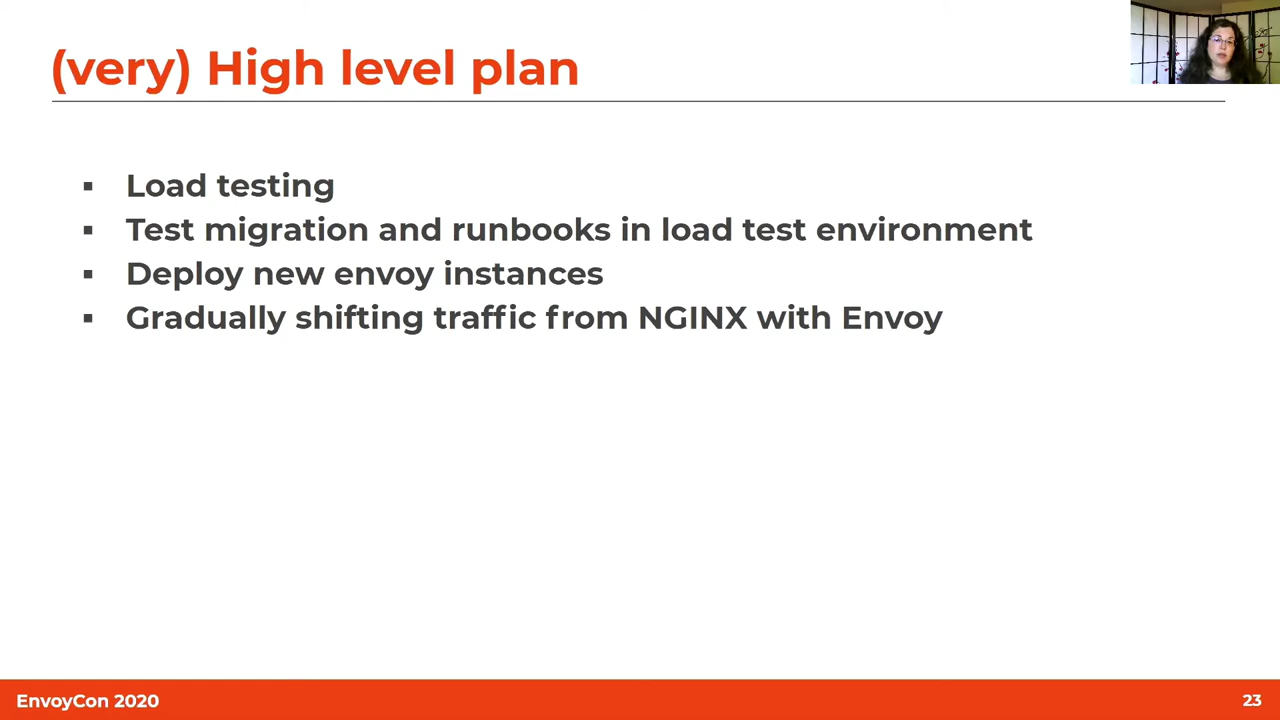 (very) High level plan
▪ Load testing
▪ Test migration and runbooks in load test environment
▪ Deploy new envoy instances
▪ Gradually shifting traffic from NGINX with Envoy
EnvoyCon 2020
23